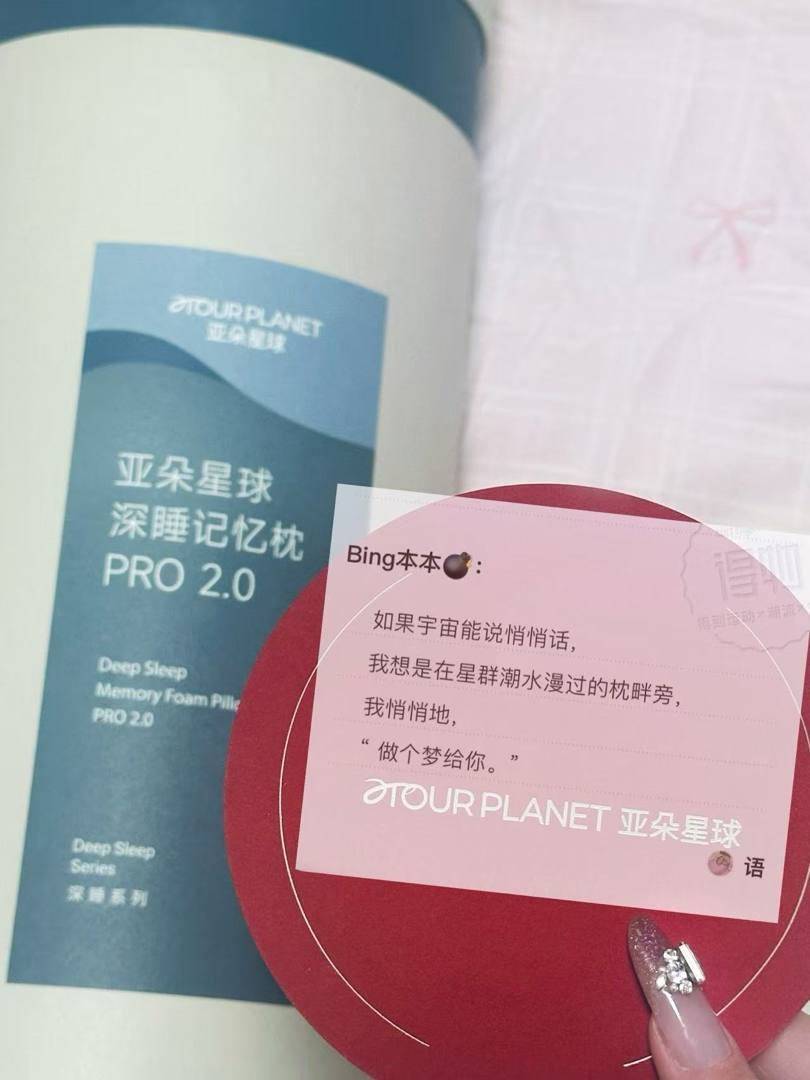 ATOUR PLANET
亚朵星球
亚朵星球
深睡记忆枕
PRO 2.0
Deep Sleep
Memory Foam
PRO 2.0
Deep Sleep
Series
深睡系列
Bing本本💣：
如果宇宙能说悄悄话，
我想是在星群潮水漫过的枕畔旁，
我悄悄地，
“ 做个梦给你。”
ATOUR PLANET 亚朵星球
语
得物